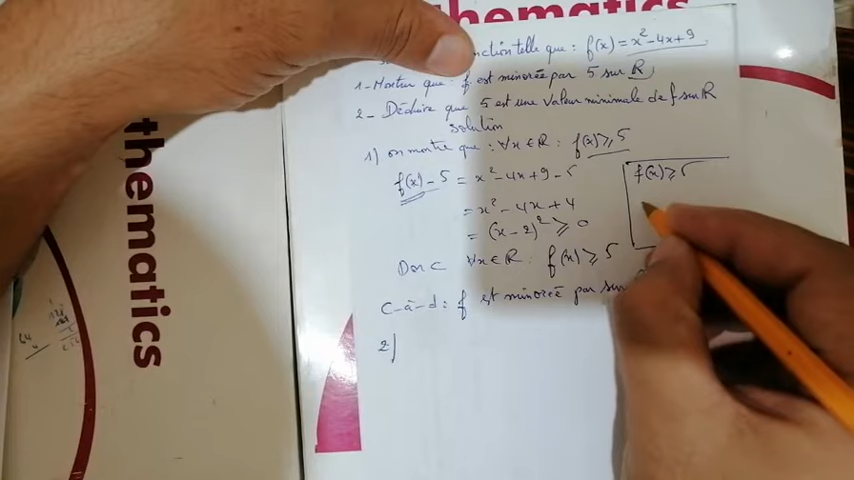 thematics
thematics
nction telle que : f(x) = x² - 4x + 9
1 - Montrer que : f est minorée par 5 sur ℝ
2 - Déduire que 5 est une valeur minimale de f sur ℝ
solution
1) on montre que : ∀x ∈ ℝ : f(x) ⩾ 5
f(x) - 5 = x² - 4x + 9 - 5
= x² - 4x + 4
= (x - 2)² ⩾ 0
Donc ∀x ∈ ℝ : f(x) ⩾ 5
c-à-d : f est minorée par sur
2)
f(x) ⩾ 5